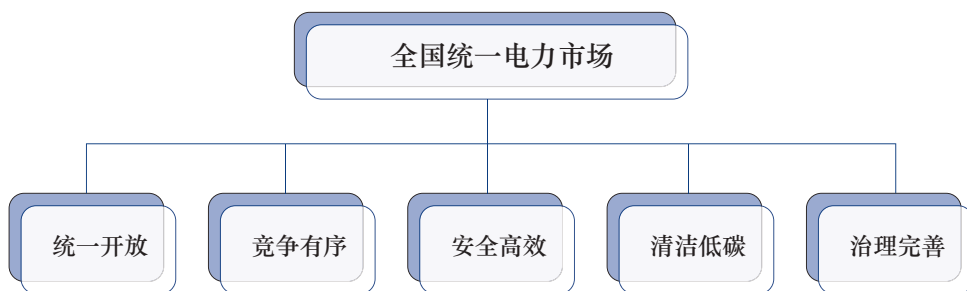 全国统一电力市场
统一开放
竞争有序
安全高效
清洁低碳
治理完善